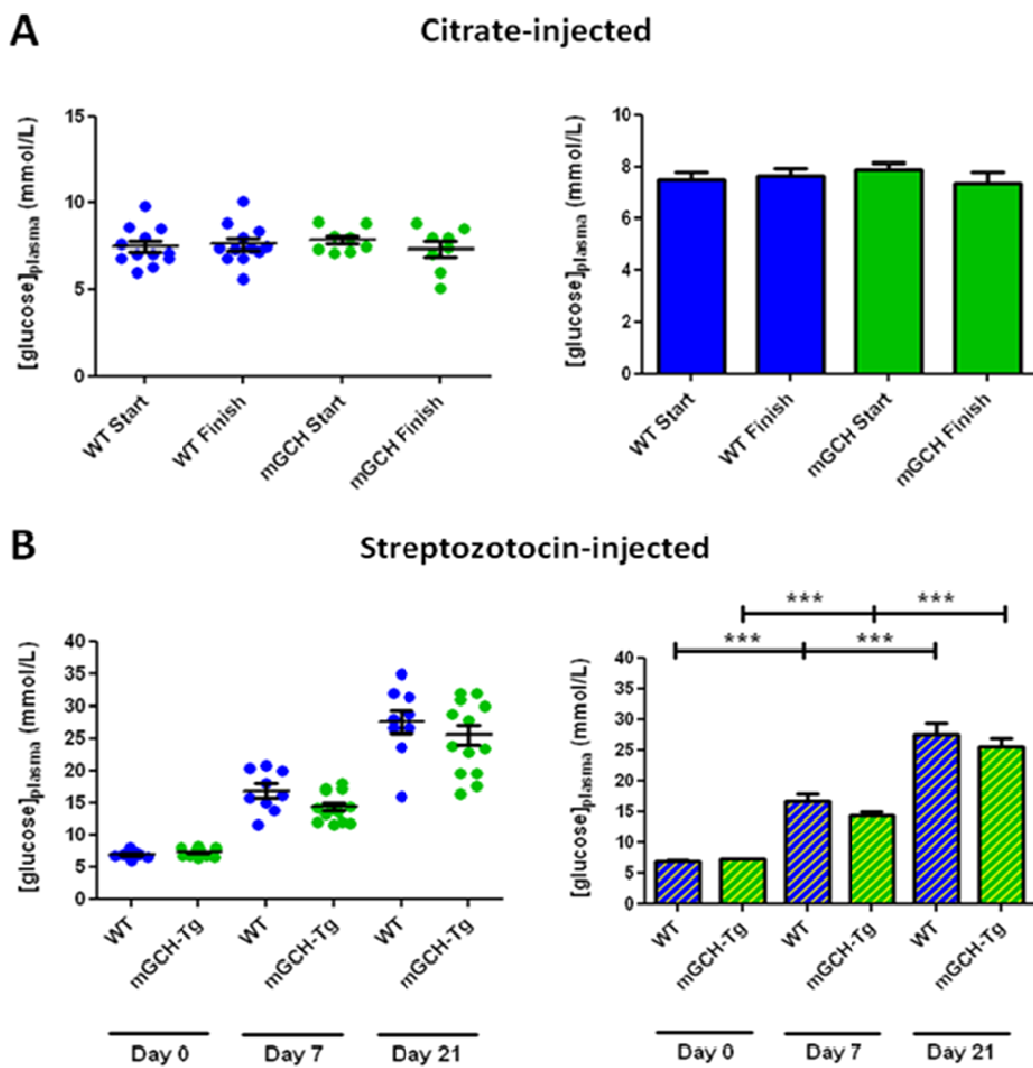 A
Citrate-injected
[glucose]plasma (mmol/L)
15
10
5
0
WT Start
WT Finish
mGCH Start
mGCH Finish
[glucose]plasma (mmol/L)
10
8
6
4
2
0
WT Start
WT Finish
mGCH Start
mGCH Finish
B
Streptozotocin-injected
[glucose]plasma (mmol/L)
40
35
30
25
20
15
10
5
0
WT
mGCH-Tg
WT
mGCH-Tg
WT
mGCH-Tg
Day 0
Day 7
Day 21
*** ***
*** ***
[glucose]plasma (mmol/L)
40
35
30
25
20
15
10
5
0
WT
mGCH-Tg
WT
mGCH-Tg
WT
mGCH-Tg
Day 0
Day 7
Day 21